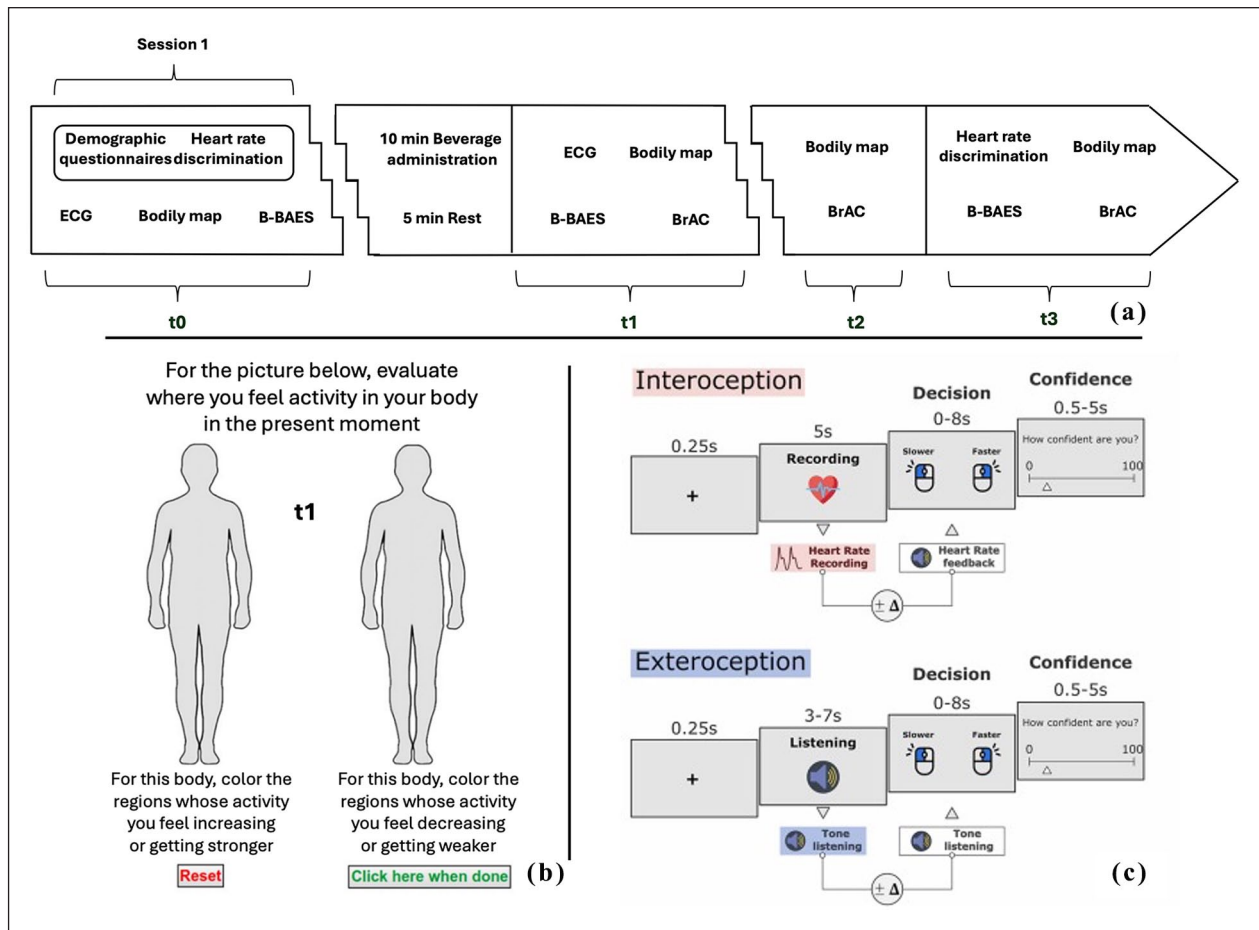 Session 1
Demographic questionnaires
Heart rate discrimination
ECG
Bodily map
B-BAES
10 min Beverage administration
5 min Rest
ECG
Bodily map
B-BAES
BrAC
Bodily map
BrAC
Heart rate discrimination
Bodily map
B-BAES
BrAC
t0
t1
t2
t3
(a)
For the picture below, evaluate
where you feel activity in your body
in the present moment
t1
For this body, color the
regions whose activity
you feel increasing
or getting stronger
Reset
For this body, color the
regions whose activity
you feel decreasing
or getting weaker
Click here when done
(b)
Interoception
0.25s
+
5s
Recording
Decision
0-8s
Slower
Faster
Confidence
0.5-5s
How confident are you?
0
100
Heart Rate
Recording
Heart Rate
feedback
± Δ
Exteroception
0.25s
+
3-7s
Listening
Decision
0-8s
Slower
Faster
Confidence
0.5-5s
How confident are you?
0
100
Tone
listening
Tone
listening
± Δ
(c)